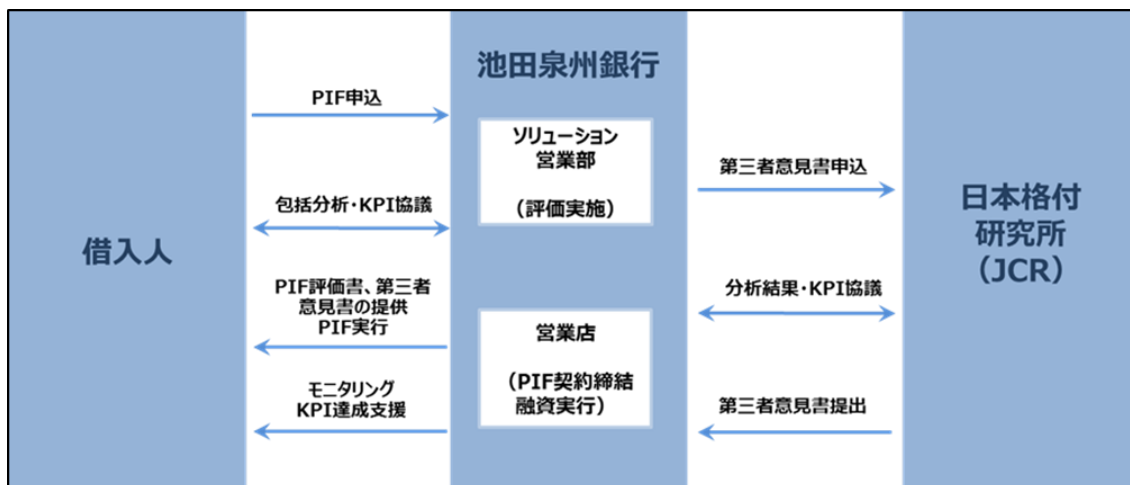 借入人
PIF申込
包括分析・KPI協議
PIF評価書、第三者
意見書の提供
PIF実行
モニタリング
KPI達成支援
池田泉州銀行
ソリューション
営業部
（評価実施）
営業店
（PIF契約締結
融資実行）
第三者意見書申込
分析結果・KPI協議
第三者意見書提出
日本格付
研究所
（JCR）